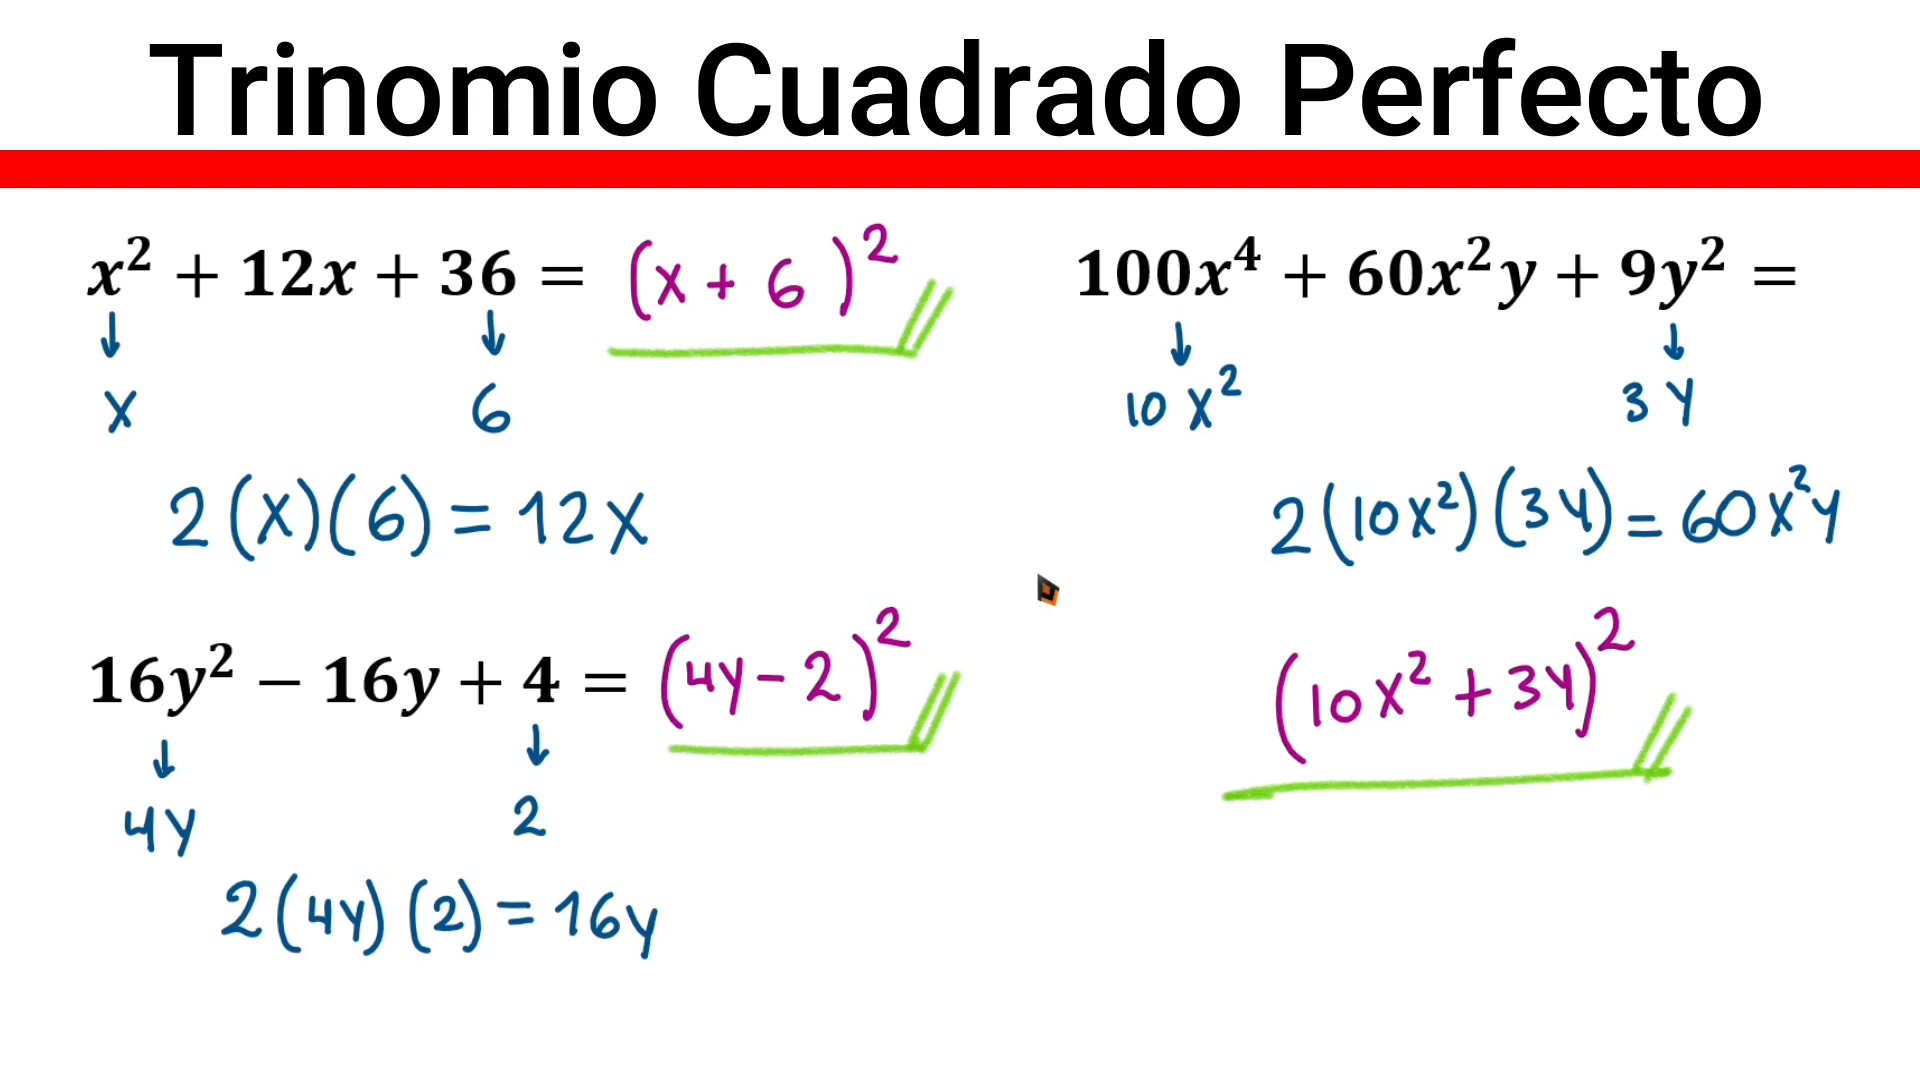 Trinomio Cuadrado Perfecto
x² + 12x + 36 = (x + 6)²
x 6
2(x)(6) = 12x
16y² − 16y + 4 = (4y − 2)²
4y 2
2(4y)(2) = 16y
100x⁴ + 60x²y + 9y² =
10x² 3y
2(10x²)(3y) = 60x²y
(10x² + 3y)²